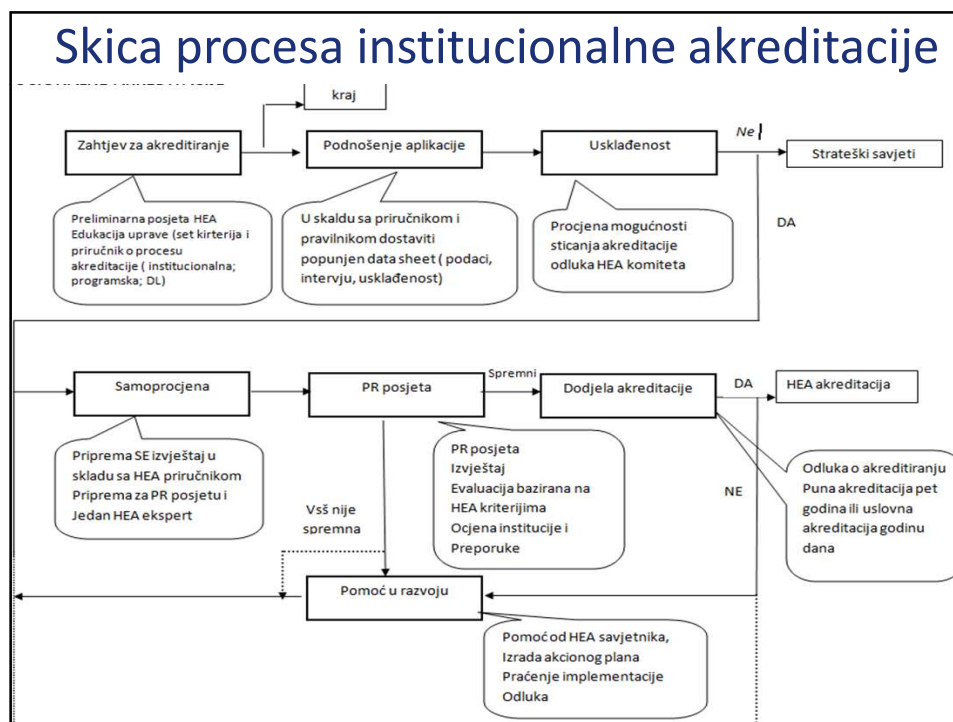 Skica procesa institucionalne akreditacije
kraj
Zahtjev za akreditiranje
Podnošenje aplikacije
Usklađenost
Ne
Strateški savjeti
DA
Preliminarna posjeta HEA
Edukacija uprave (set kirterija i
priručnik o procesu
akreditacije ( institucionalna;
programska; DL)
U skaldu sa priručnikom i
pravilnikom dostaviti
popunjen data sheet ( podaci,
intervju, usklađenost)
Procjena mogućnosti
sticanja akreditacije
odluka HEA komiteta
Samoprocjena
PR posjeta
Spremni
Dodjela akreditacije
DA
HEA akreditacija
Priprema SE izvještaj u
skladu sa HEA priručnikom
Priprema za PR posjetu i
Jedan HEA ekspert
Vsš nije
spremna
PR posjeta
Izvještaj
Evaluacija bazirana na
HEA kriterijima
Ocjena institucije i
Preporuke
NE
Odluka o akreditiranju
Puna akreditacija pet
godina ili uslovna
akreditacija godinu
dana
Pomoć u razvoju
Pomoć od HEA savjetnika,
Izrada akcionog plana
Praćenje implementacije
Odluka